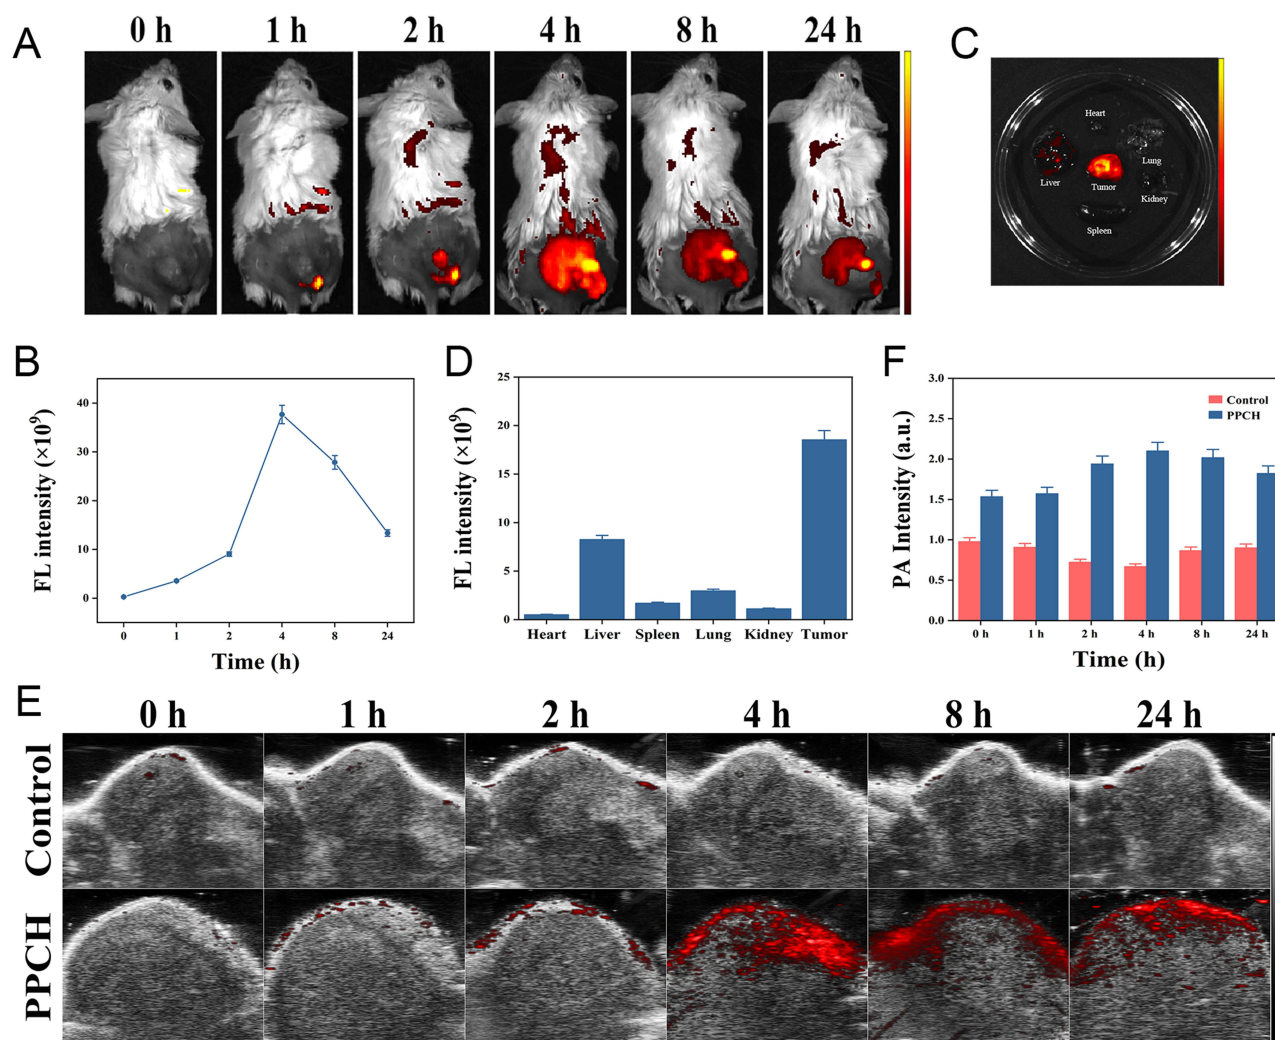 A
0 h
1 h
2 h
4 h
8 h
24 h
C
Heart
Lung
Liver
Tumor
Kidney
Spleen
B
FL intensity (×10⁹)
40
30
20
10
0
0
1
2
4
8
24
Time (h)
D
FL intensity (×10⁹)
25
20
15
10
5
0
Heart
Liver
Spleen
Lung
Kidney
Tumor
F
PA Intensity (a.u.)
3.0
2.5
2.0
1.5
1.0
0.5
0.0
Control
PPCH
0 h
1 h
2 h
4 h
8 h
24 h
Time (h)
E
0 h
1 h
2 h
4 h
8 h
24 h
Control
PPCH